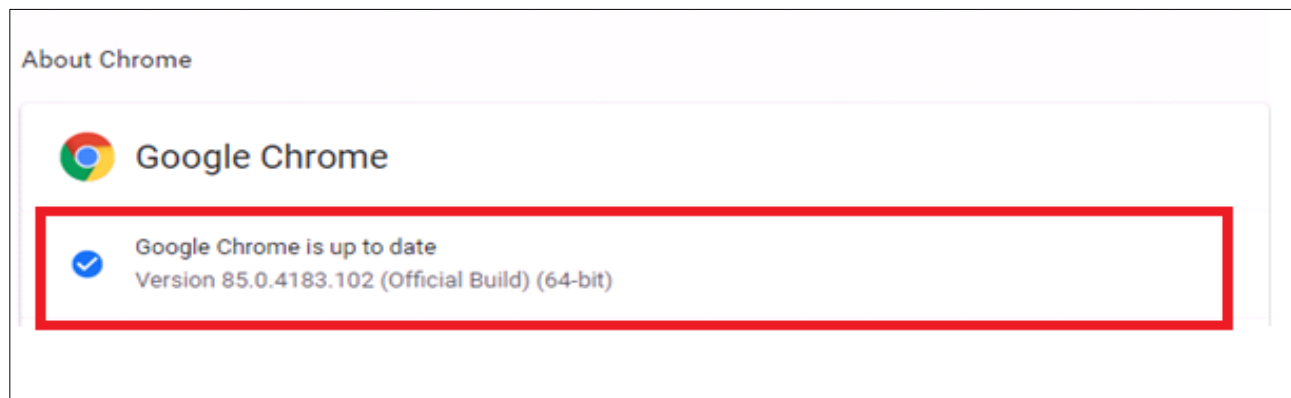 About Chrome
Google Chrome
Google Chrome is up to date
Version 85.0.4183.102 (Official Build) (64-bit)